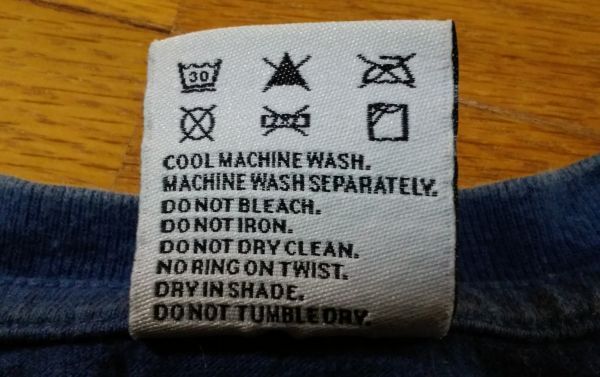 30
COOL MACHINE WASH.
MACHINE WASH SEPARATELY.
DO NOT BLEACH.
DO NOT IRON.
DO NOT DRY CLEAN.
NO RING ON TWIST.
DRY IN SHADE.
DO NOT TUMBLE DRY.